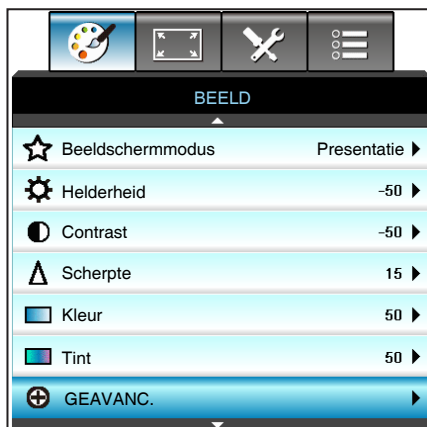 BEELD
Beeldschermmodus Presentatie
Helderheid -50
Contrast -50
Scherpte 15
Kleur 50
Tint 50
GEAVANC.